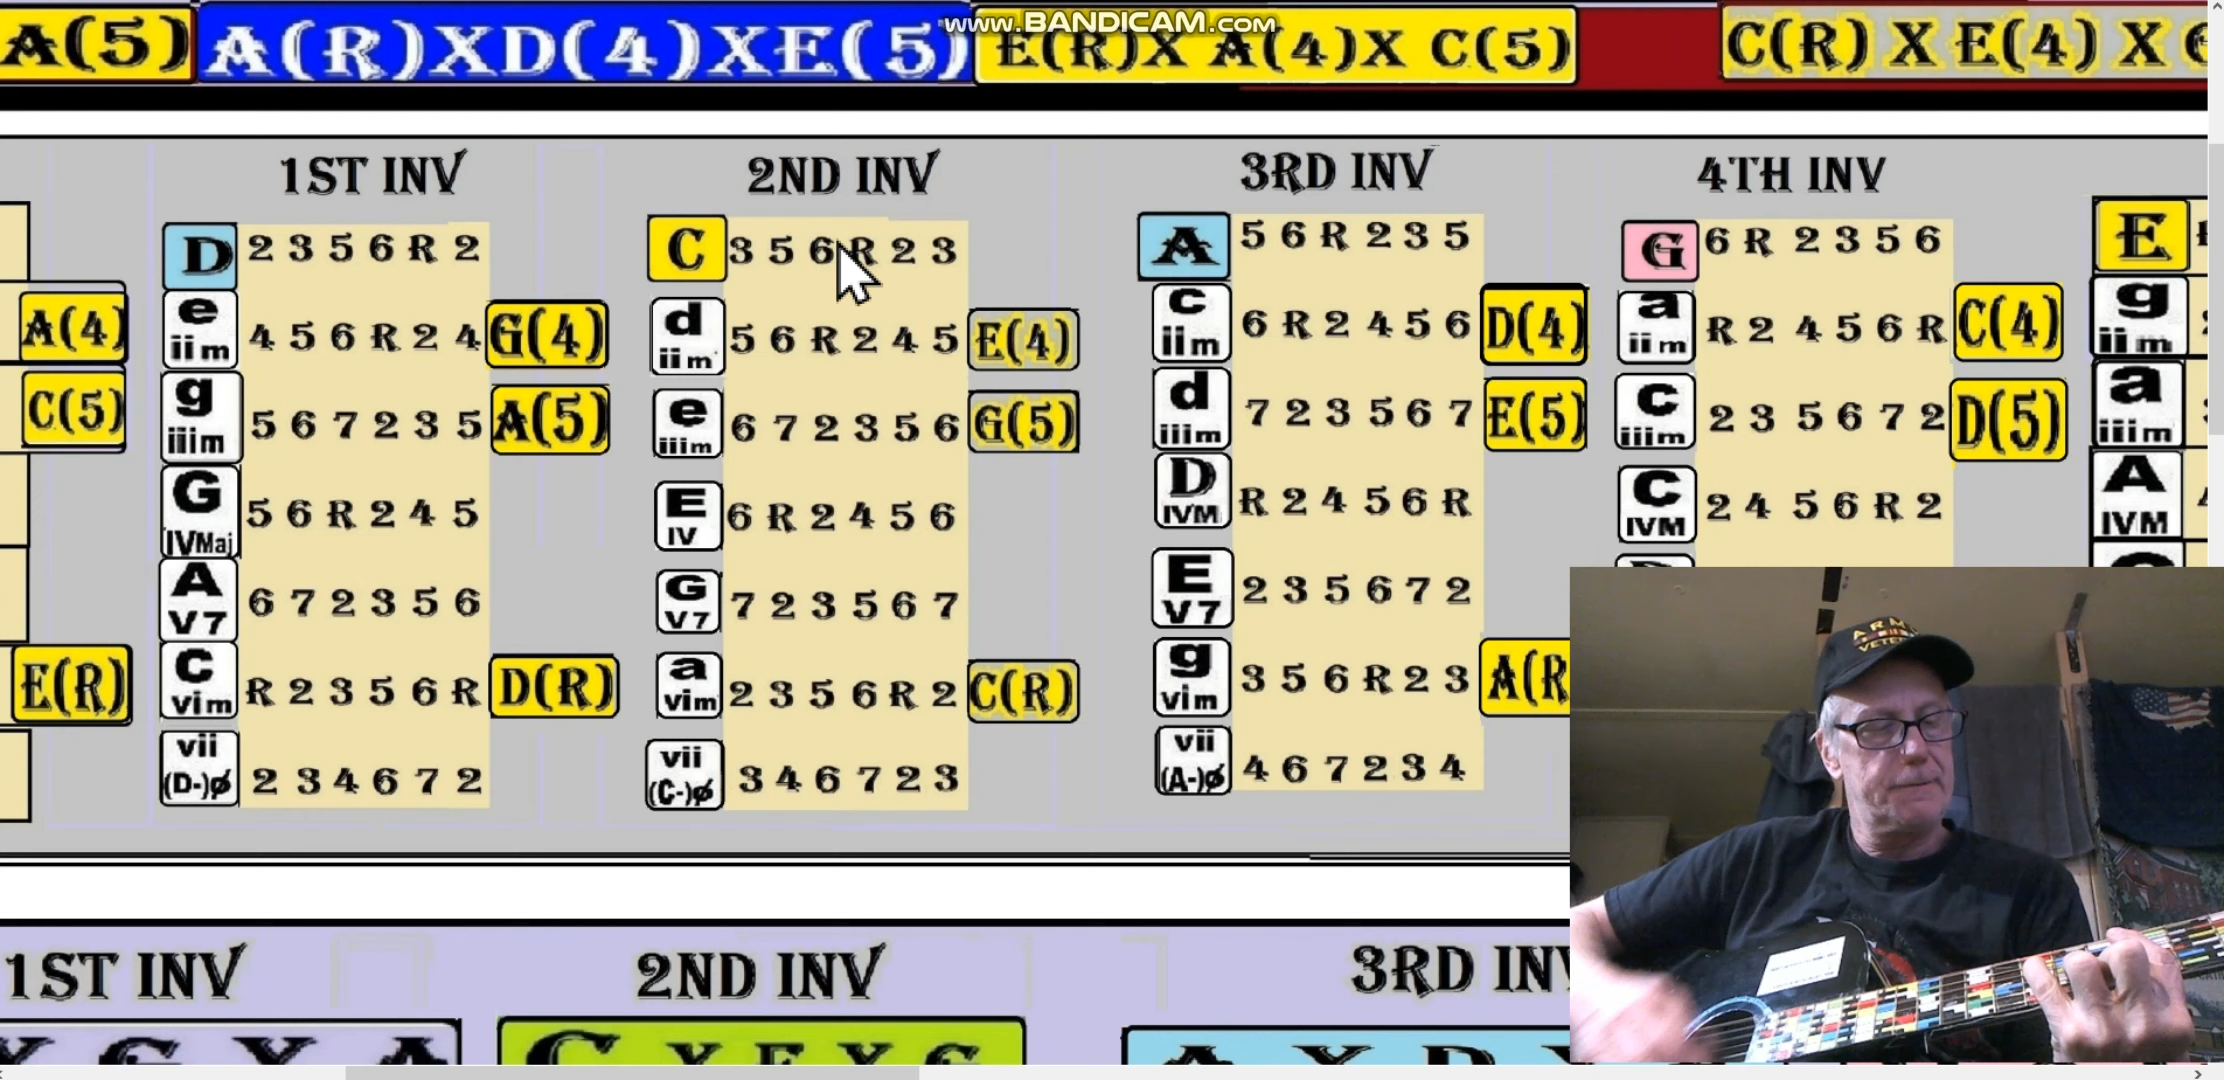 www.BANDICAM.com
A(5) A(R)XD(4)XE(5) E(R)X A(4)X C(5) C(R) X E(4) X
1ST INV 2ND INV 3RD INV 4TH INV
D 2 3 5 6 R 2 C 3 5 6 R 2 3 A 5 6 R 2 3 5 G 6 R 2 3 5 6 E
A(4) e iim 4 5 6 R 2 4 G(4) d iim 5 6 R 2 4 5 E(4) c iim 6 R 2 4 5 6 D(4) a iim R 2 4 5 6 R C(4) g iim
C(5) g iiim 5 6 7 2 3 5 A(5) e iiim 6 7 2 3 5 6 G(5) d iiim 7 2 3 5 6 7 E(5) c iiim 2 3 5 6 7 2 D(5) a iiim
G IVMaj 5 6 R 2 4 5 E IV 6 R 2 4 5 6 D IVM R 2 4 5 6 R C IVM 2 4 5 6 R 2 A IVM
A V7 6 7 2 3 5 6 G V7 7 2 3 5 6 7 E V7 2 3 5 6 7 2
E(R) C vim R 2 3 5 6 R D(R) a vim 2 3 5 6 R 2 C(R) g vim 3 5 6 R 2 3 A(R
vii (D-)ø 2 3 4 6 7 2 vii (C-)ø 3 4 6 7 2 3 vii (A-)ø 4 6 7 2 3 4
ARMY
VETERAN
1ST INV 2ND INV 3RD INV